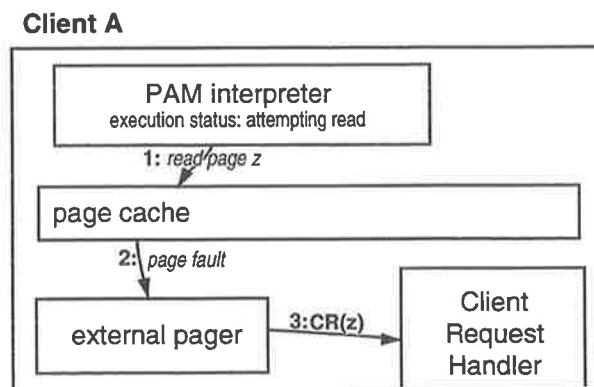 Client A
PAM interpreter
execution status: attempting read
1: read page z
page cache
2: page fault
external pager
3:CR(z)
Client
Request
Handler